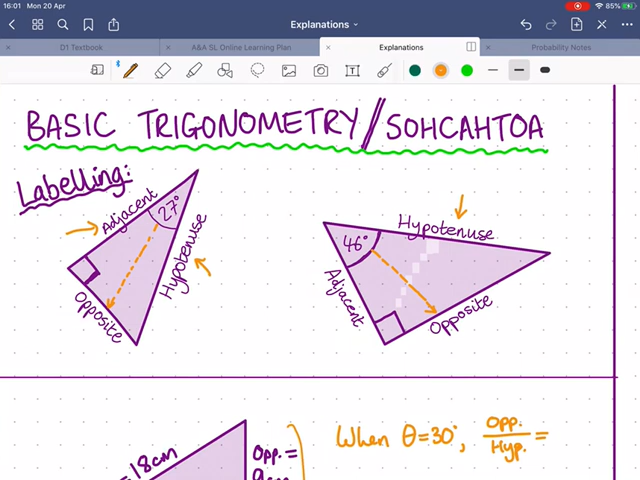 16:01 Mon 20 Apr
85%
Explanations
D1 Textbook
A&A SL Online Learning Plan
Explanations
Probability Notes
BASIC TRIGONOMETRY // SOHCAHTOA
Labelling:
Adjacent
27°
Hypotenuse
Opposite
Hypotenuse
46°
Adjacent
Opposite
= 18cm
Opp. =
9cm
When θ=30°, Opp./Hyp. =